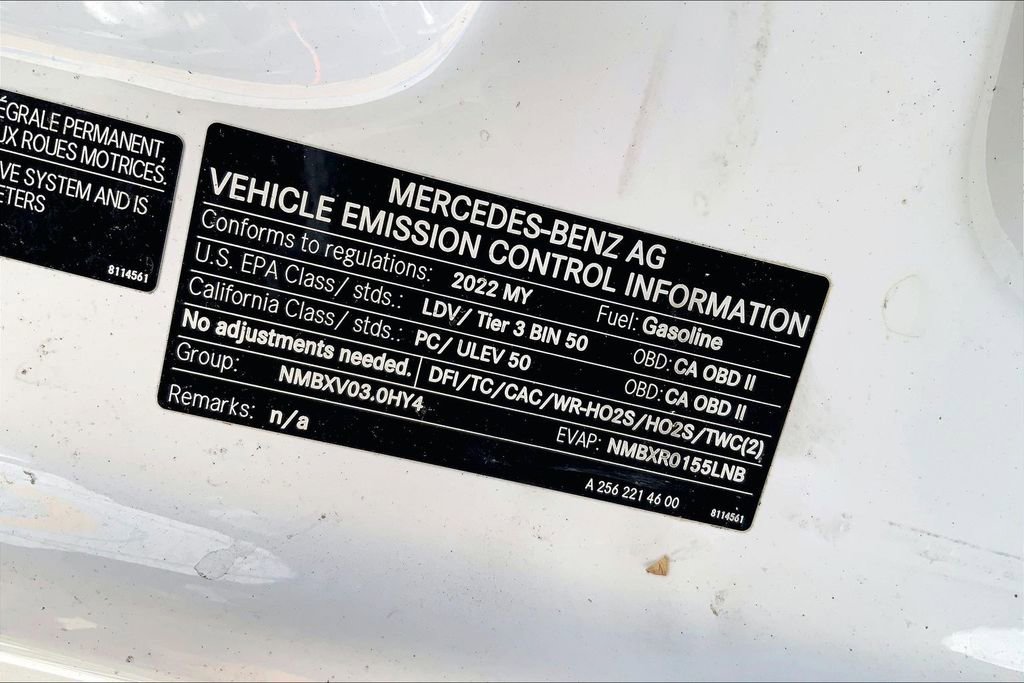 ÉGRALE PERMANENT,
UX ROUES MOTRICES.
VE SYSTEM AND IS
ETERS
8114561
MERCEDES-BENZ AG
VEHICLE EMISSION CONTROL INFORMATION
Conforms to regulations: 2022 MY Fuel: Gasoline
U.S. EPA Class/ stds.: LDV/ Tier 3 BIN 50 OBD: CA OBD II
California Class/ stds.: PC/ ULEV 50 OBD: CA OBD II
No adjustments needed. DFI/TC/CAC/WR-HO2S/HO2S/TWC(2)
Group: NMBXV03.0HY4 EVAP: NMBXR0155LNB
Remarks: n/a
A 256 221 46 00
8114561